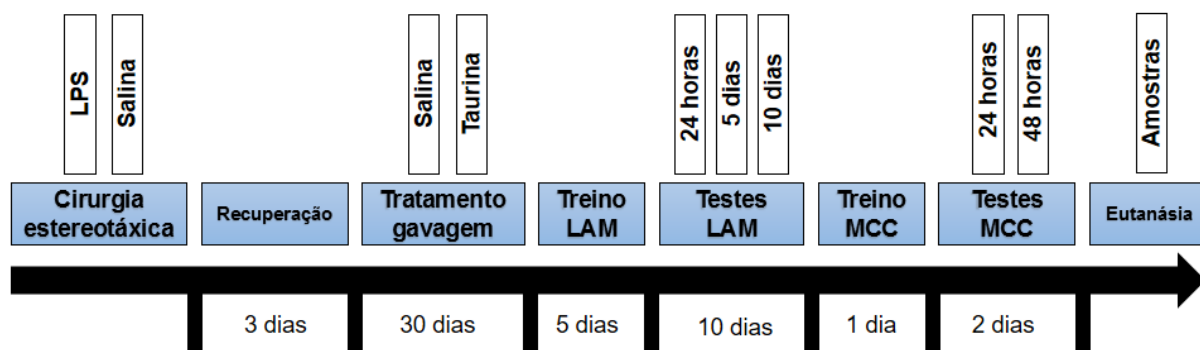 LPS
Salina
Salina
Taurina
24 horas
5 dias
10 dias
24 horas
48 horas
Amostras
Cirurgia
estereotáxica
Recuperação
Tratamento
gavagem
Treino
LAM
Testes
LAM
Treino
MCC
Testes
MCC
Eutanásia
3 dias
30 dias
5 dias
10 dias
1 dia
2 dias